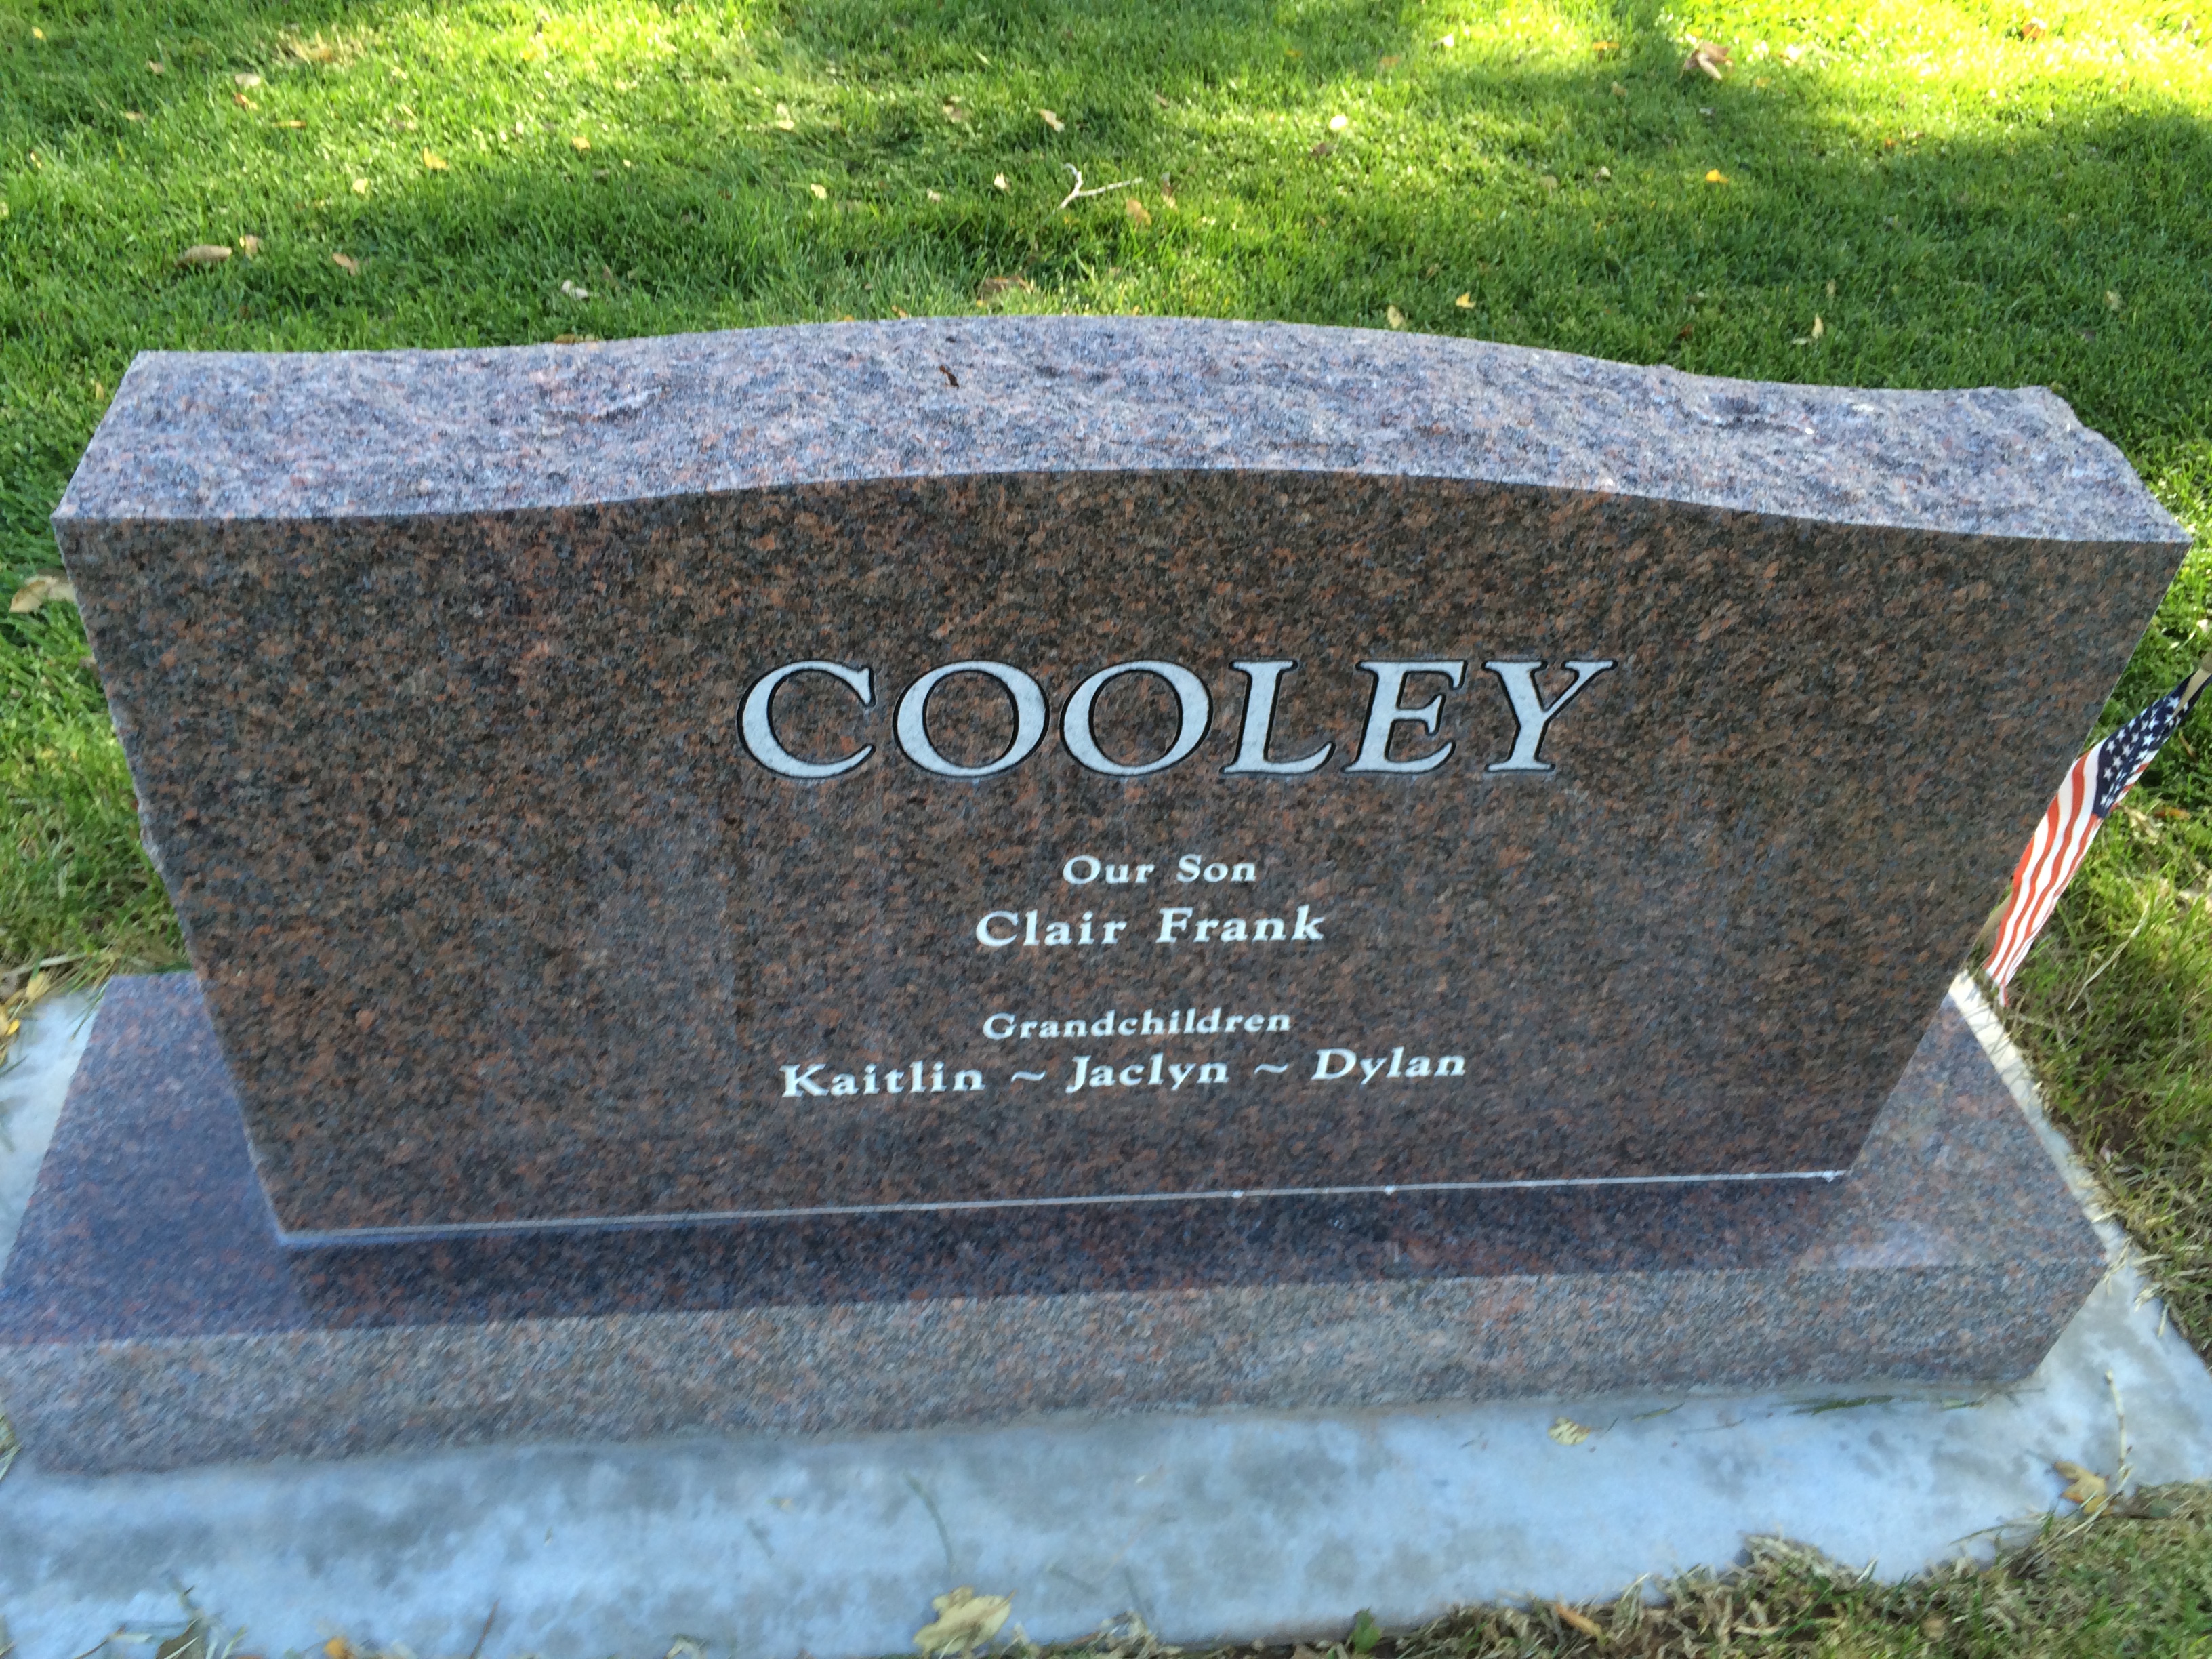 COOLEY
Our Son
Clair Frank
Grandchildren
Kaitlin ~ Jaclyn ~ Dylan